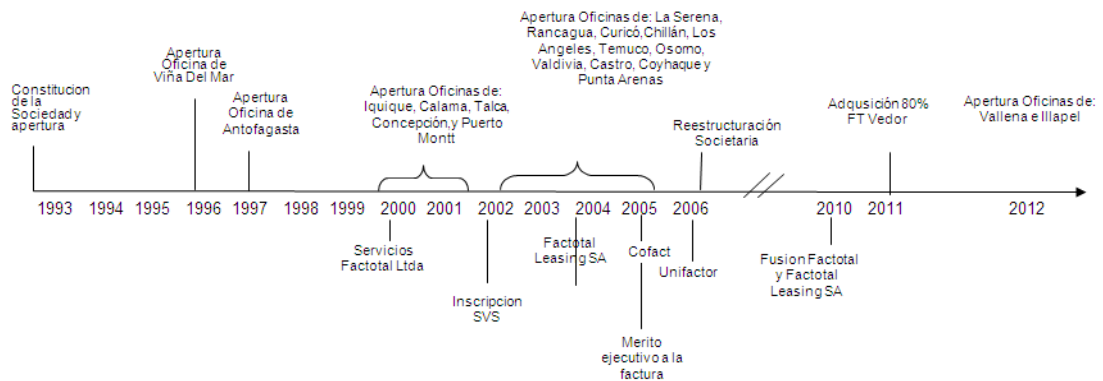 Constitucion
de la
Sociedad y
apertura
Apertura
Oficina de
Viña Del Mar
Apertura
Oficina de
Antofagasta
Apertura Oficinas de:
Iquique, Calama, Talca,
Concepción,y Puerto
Montt
Apertura Oficinas de: La Serena,
Rancagua, Curicó,Chillán, Los
Angeles, Temuco, Osorno,
Valdivia, Castro, Coyhaque y
Punta Arenas
Reestructuración
Societaria
Adqusición 80%
FT Vedor
Apertura Oficinas de:
Vallena e Illapel
1993 1994 1995 1996 1997 1998 1999 2000 2001 2002 2003 2004 2005 2006 2010 2011 2012
Servicios
Factotal Ltda
Inscripcion
SVS
Factotal
Leasing SA
Cofact
Merito
ejecutivo a la
factura
Unifactor
Fusion Factotal
y Factotal
Leasing SA